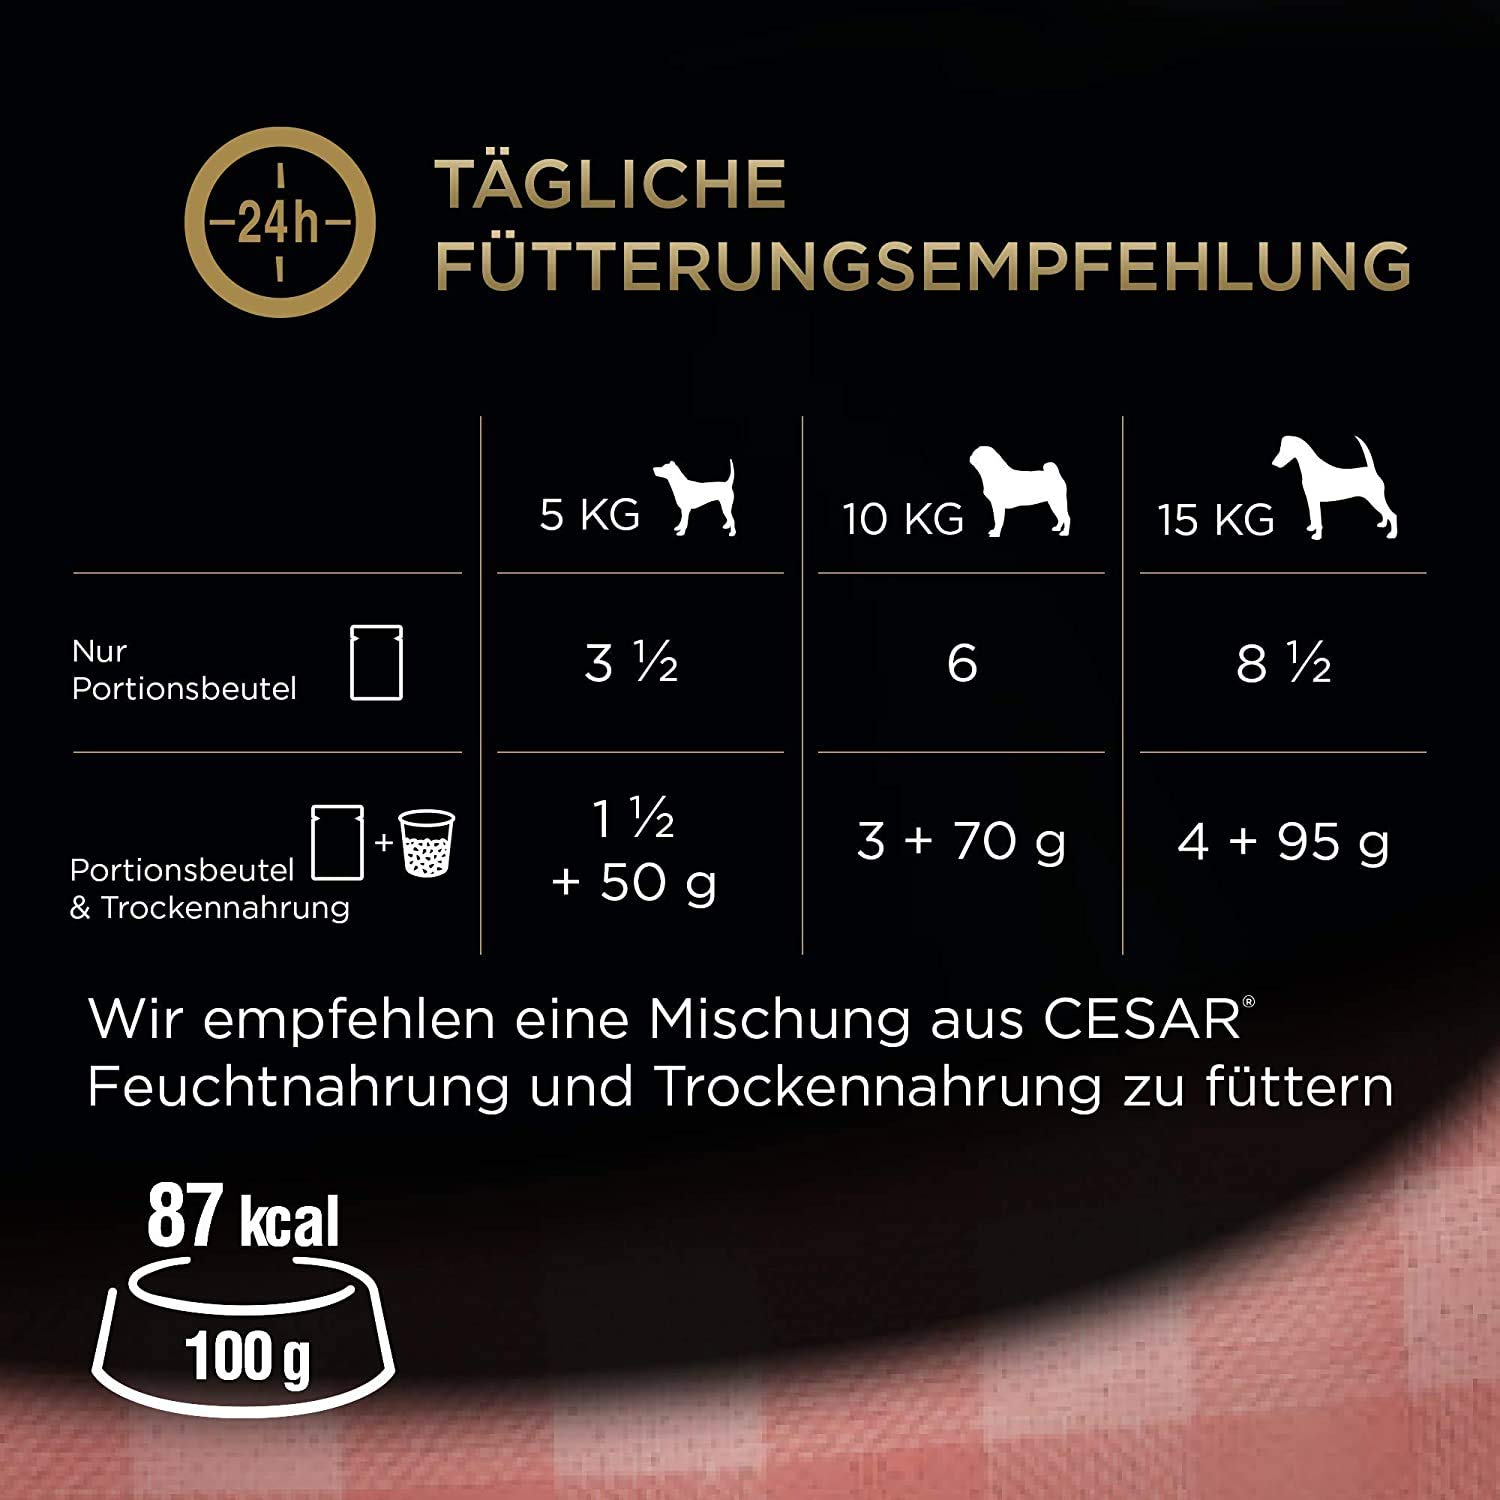 24h
TÄGLICHE
FÜTTERUNGSEMPFEHLUNG
5 KG
10 KG
15 KG
Nur
Portionsbeutel
3 ½
6
8 ½
Portionsbeutel
+
& Trockennahrung
1 ½
+ 50 g
3 + 70 g
4 + 95 g
Wir empfehlen eine Mischung aus CESAR®
Feuchtnahrung und Trockennahrung zu füttern
87 kcal
100 g